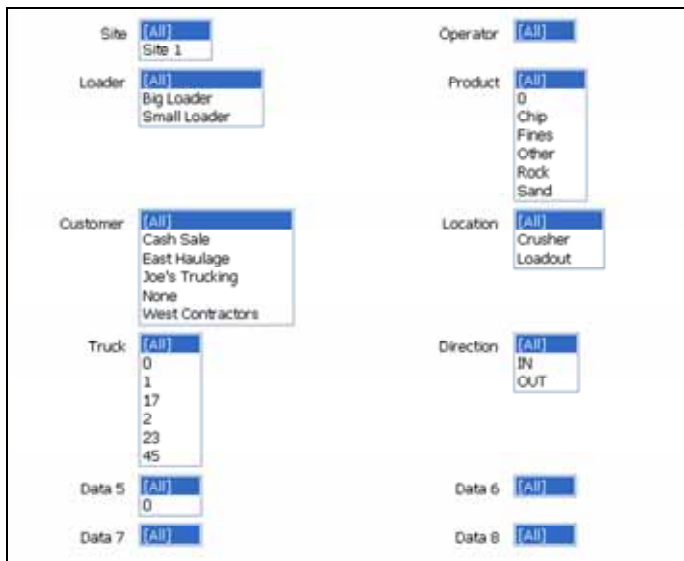 Site [All]
Site 1
Operator [All]
Loader [All]
Big Loader
Small Loader
Product [All]
0
Chip
Fines
Other
Rock
Sand
Customer [All]
Cash Sale
East Haulage
Joe's Trucking
None
West Contractors
Location [All]
Crusher
Loadout
Truck [All]
0
1
17
2
23
45
Direction [All]
IN
OUT
Data 5 [All]
0
Data 6 [All]
Data 7 [All]
Data 8 [All]